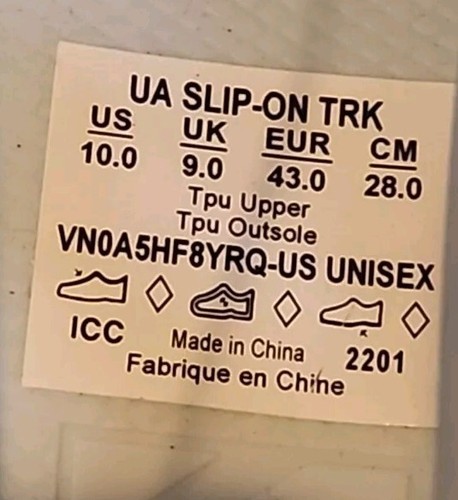 UA SLIP-ON TRK
US UK EUR CM
10.0 9.0 43.0 28.0
Tpu Upper
Tpu Outsole
VN0A5HF8YRQ-US UNISEX
ICC Made in China 2201
Fabrique en Chine